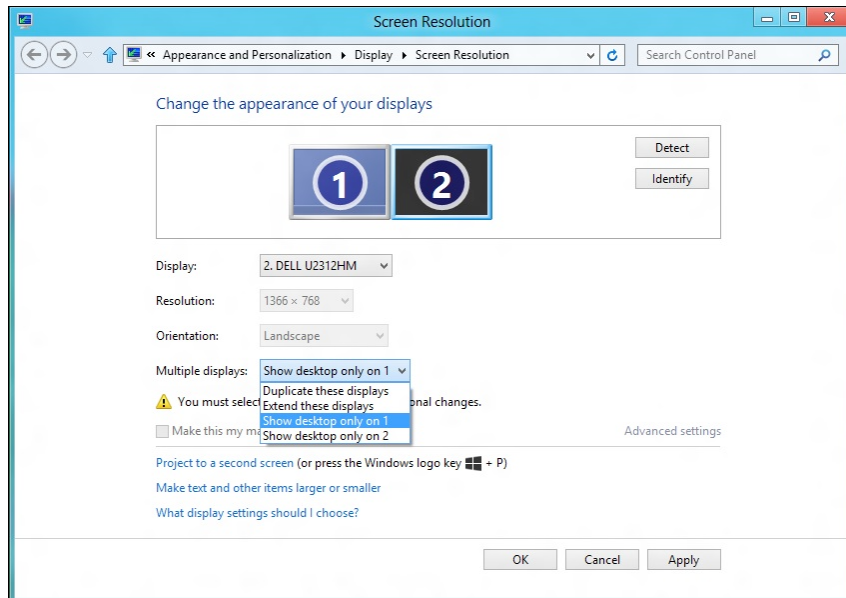 Screen Resolution
« Appearance and Personalization Display Screen Resolution Search Control Panel
Change the appearance of your displays
1 2
Detect
Identify
Display: 2. DELL U2312HM
Resolution: 1366 × 768
Orientation: Landscape
Multiple displays: Show desktop only on 1
Duplicate these displays
You must select onal changes.
Extend these displays
Show desktop only on 1
Make this my ma
Show desktop only on 2
Advanced settings
Project to a second screen (or press the Windows logo key + P)
Make text and other items larger or smaller
What display settings should I choose?
OK Cancel Apply